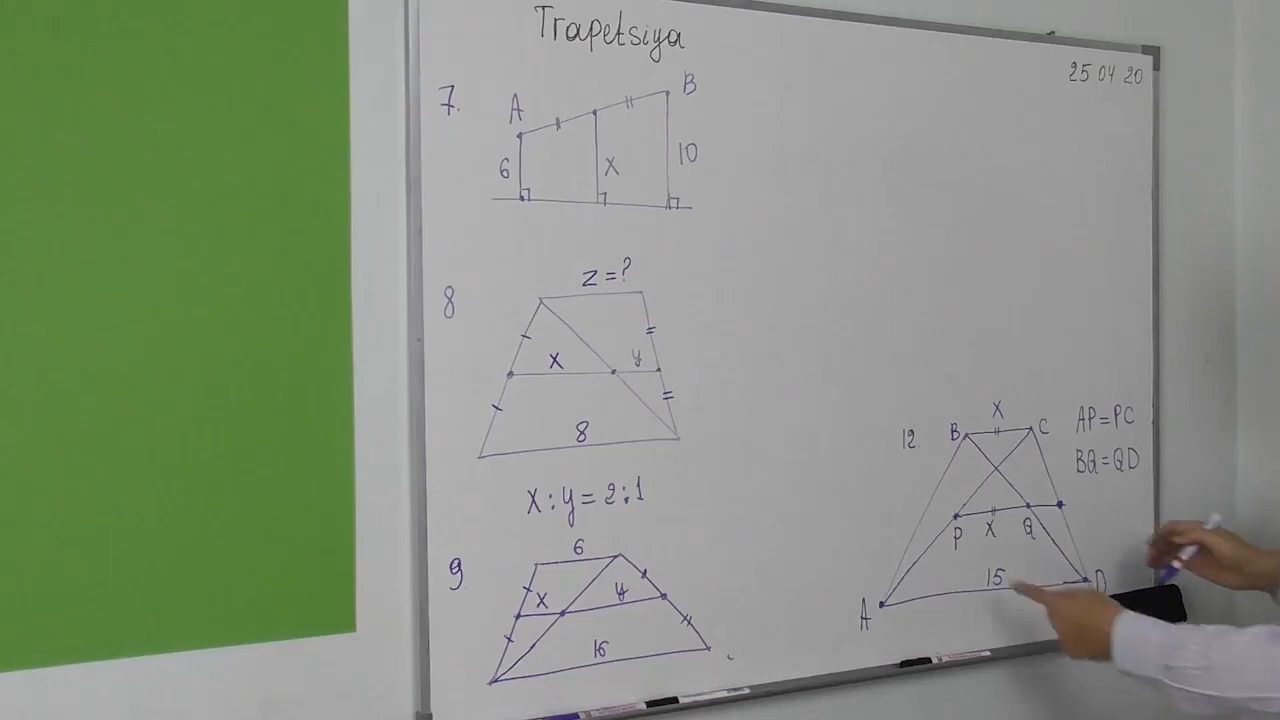 Trapetsiya
25 04 20
7.
A
B
6
X
10
8
z=?
X
y
8
X:y=2:1
9
6
X
y
16
12
X
B
C
AP=PC
BQ=QD
P
X
Q
15
A
D